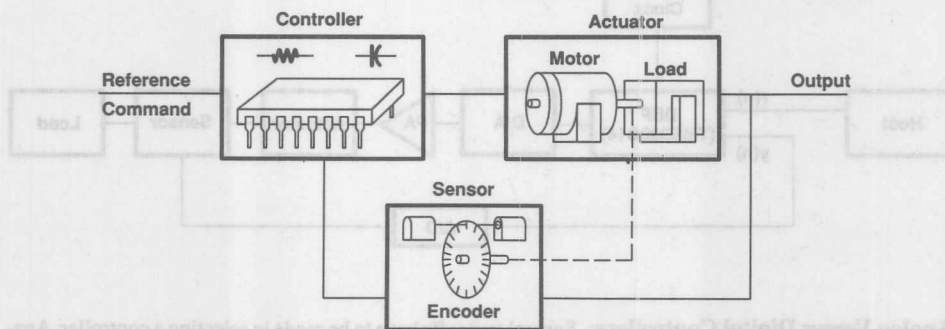 Controller
Actuator
Motor
Load
Reference
Command
Output
Sensor
Encoder